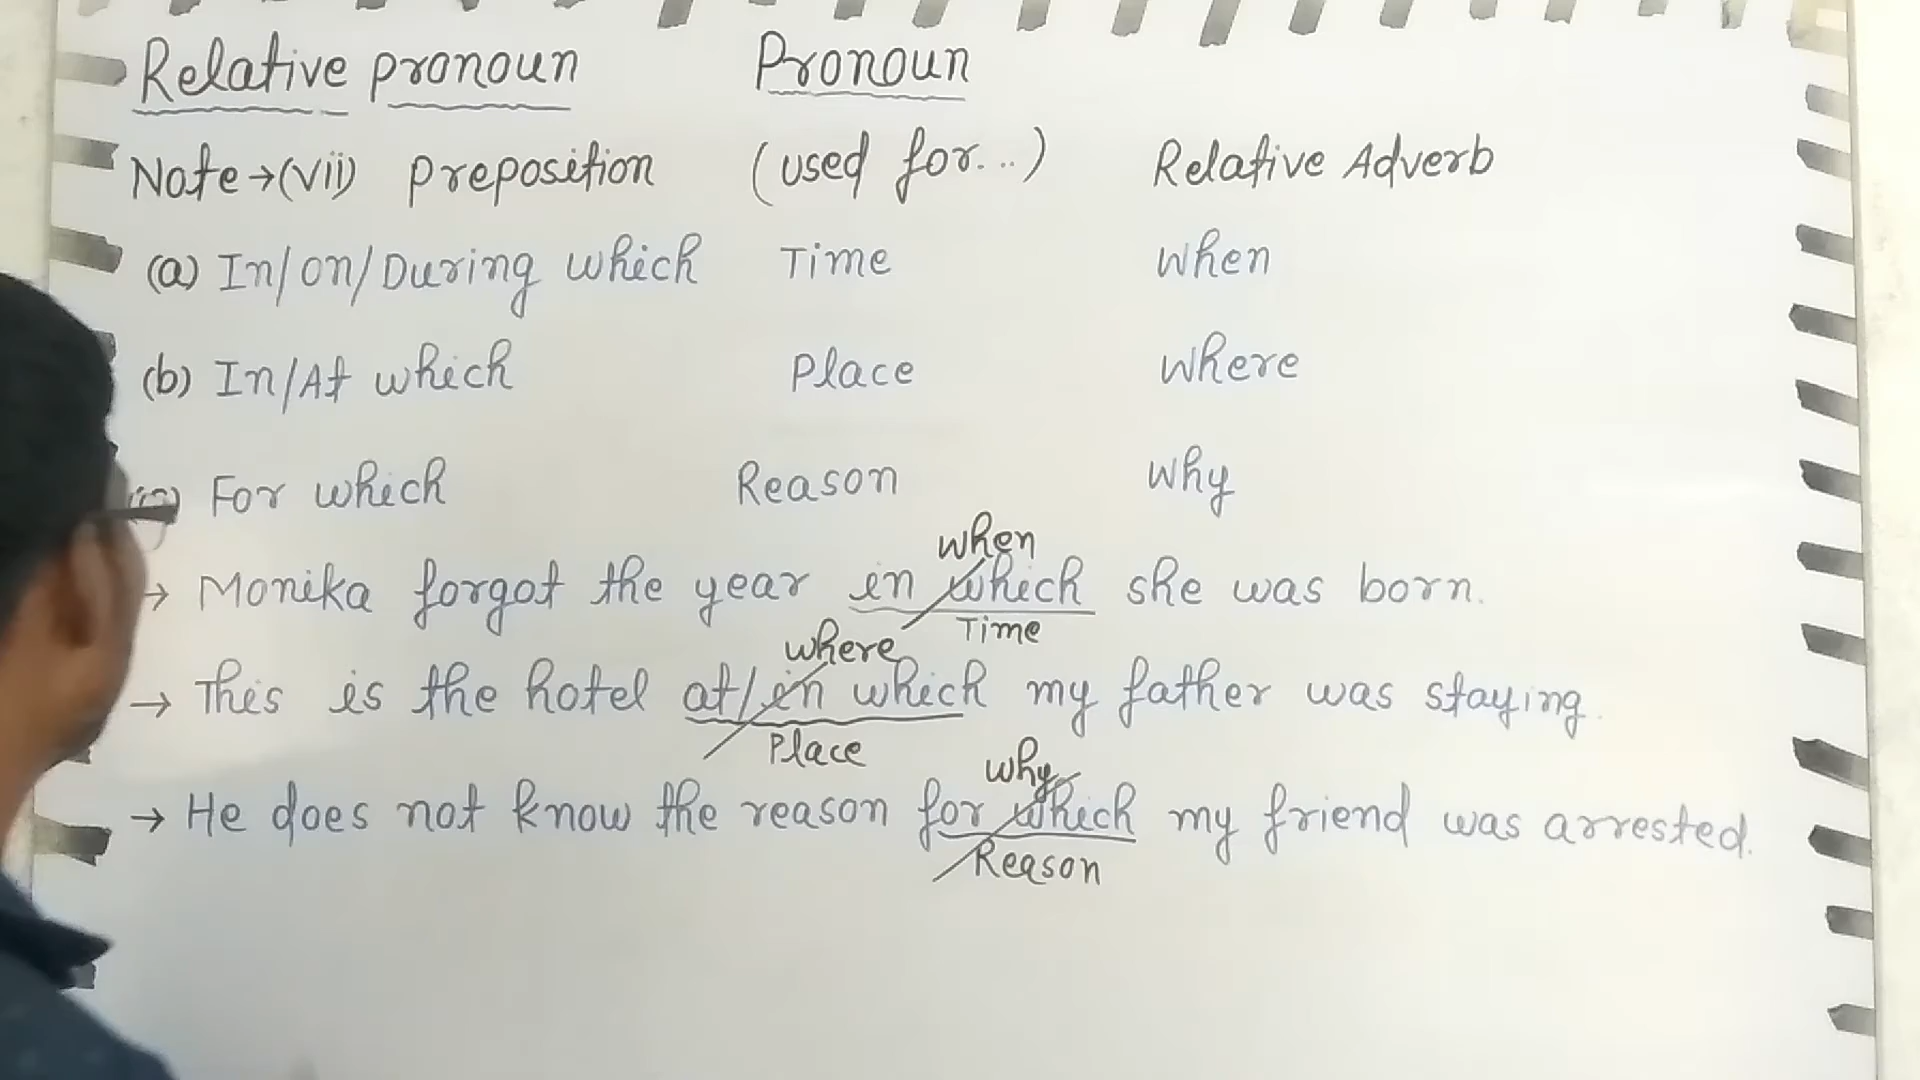 Relative pronoun Pronoun
Note→(vii) preposition (used for...) Relative Adverb
(a) In/on/During which Time when
(b) In/At which Place where
For which Reason why
when
→ Monika forgot the year in which she was born.
Time
where
→ This is the hotel at/in which my father was staying.
Place
why
→ He does not know the reason for which my friend was arrested.
Reason